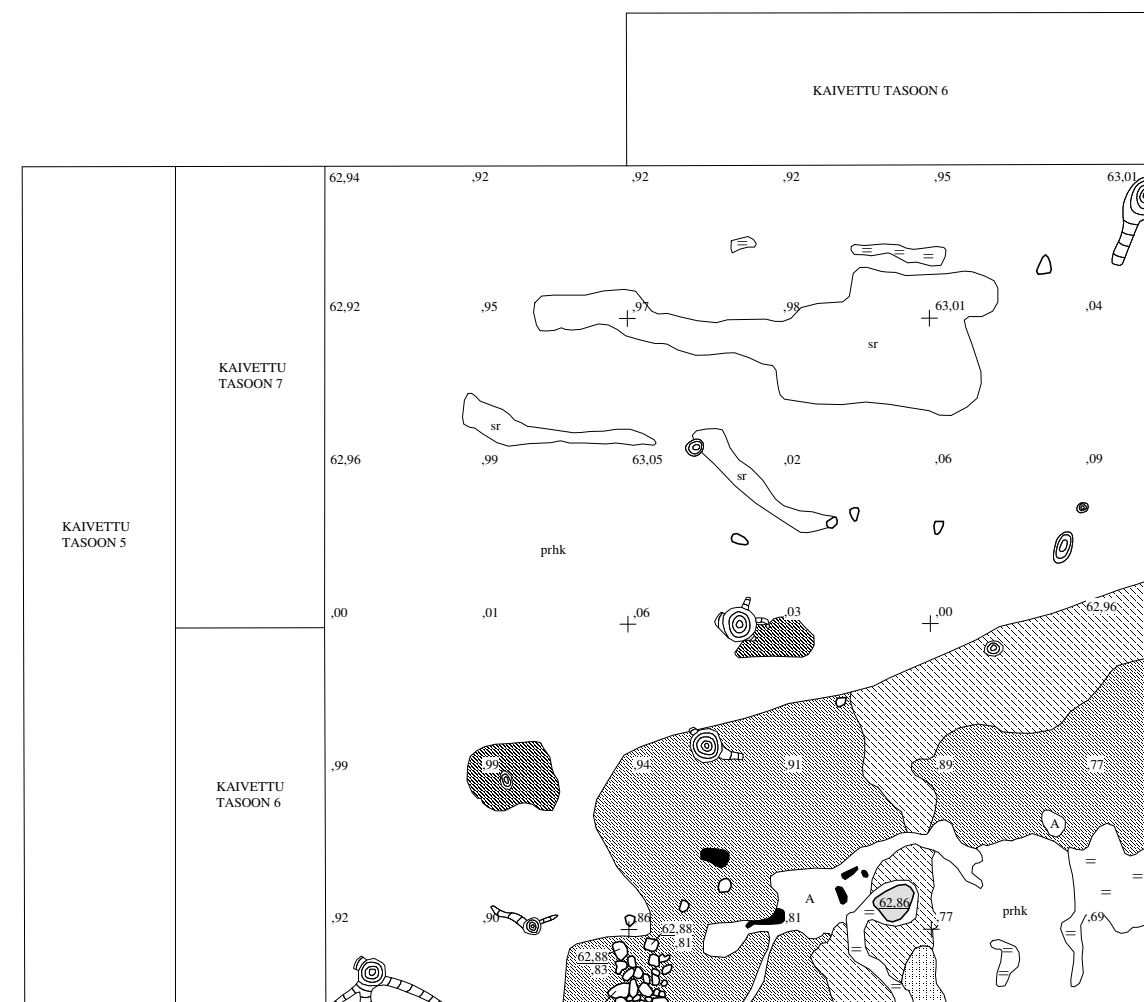 KAIVETTU TASOON 6
62,94 ,92 ,92 ,92 ,95 63,01
62,92 ,95 ,97 ,98 63,01 ,04
sr
KAIVETTU
TASOON 7
sr
62,96 ,99 63,05 ,02 ,06 ,09
sr
KAIVETTU
TASOON 5
prhk
,00 ,01 ,06 ,03 ,00 62,96
,99 ,99 ,94 ,91 ,89 ,77
KAIVETTU
TASOON 6
A
A
62,86
prhk
,92 ,90 ,86 ,81 ,77 ,69
62,88
,81
62,88
,83